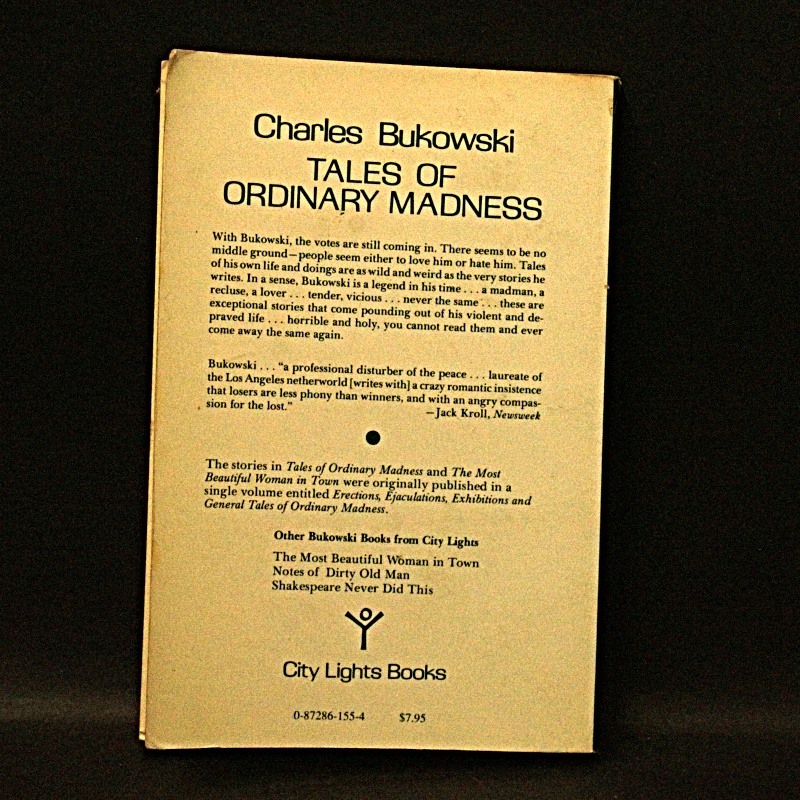 Charles Bukowski
TALES OF
ORDINARY MADNESS
With Bukowski, the votes are still coming in. There seems to be no
middle ground—people seem either to love him or hate him. Tales
of his own life and doings are as wild and weird as the very stories he
writes. In a sense, Bukowski is a legend in his time . . . a madman, a
recluse, a lover . . . tender, vicious . . . never the same . . . these are
exceptional stories that come pounding out of his violent and de-
praved life . . . horrible and holy, you cannot read them and ever
come away the same again.
Bukowski . . . "a professional disturber of the peace . . . laureate of
the Los Angeles netherworld [writes with] a crazy romantic insistence
that losers are less phony than winners, and with an angry compas-
sion for the lost."
—Jack Kroll, Newsweek
The stories in Tales of Ordinary Madness and The Most
Beautiful Woman in Town were originally published in a
single volume entitled Erections, Ejaculations, Exhibitions and
General Tales of Ordinary Madness.
Other Bukowski Books from City Lights
The Most Beautiful Woman in Town
Notes of Dirty Old Man
Shakespeare Never Did This
City Lights Books
0-87286-155-4 $7.95